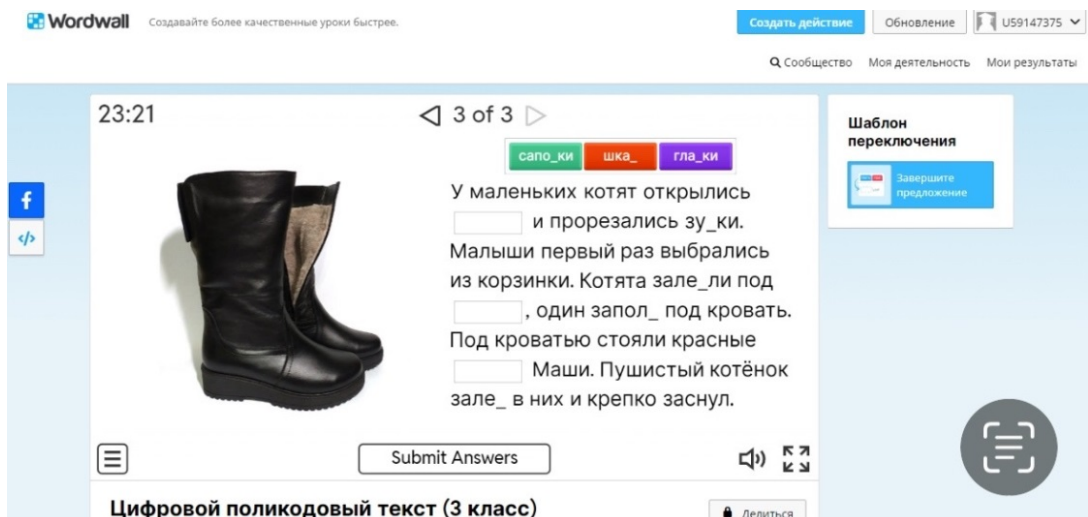 Wordwall Создавайте более качественные уроки быстрее. Создать действие Обновление U59147375
Сообщество Моя деятельность Мои результаты
23:21 3 of 3
Шаблон
переключения
Завершите
предложение
сапо_ки шка_ гла_ки
У маленьких котят открылись
и прорезались зу_ки.
Малыши первый раз выбрались
из корзинки. Котята зале_ли под
, один запол_ под кровать.
Под кроватью стояли красные
Маши. Пушистый котёнок
зале_ в них и крепко заснул.
Submit Answers
Цифровой поликодовый текст (3 класс) Делиться